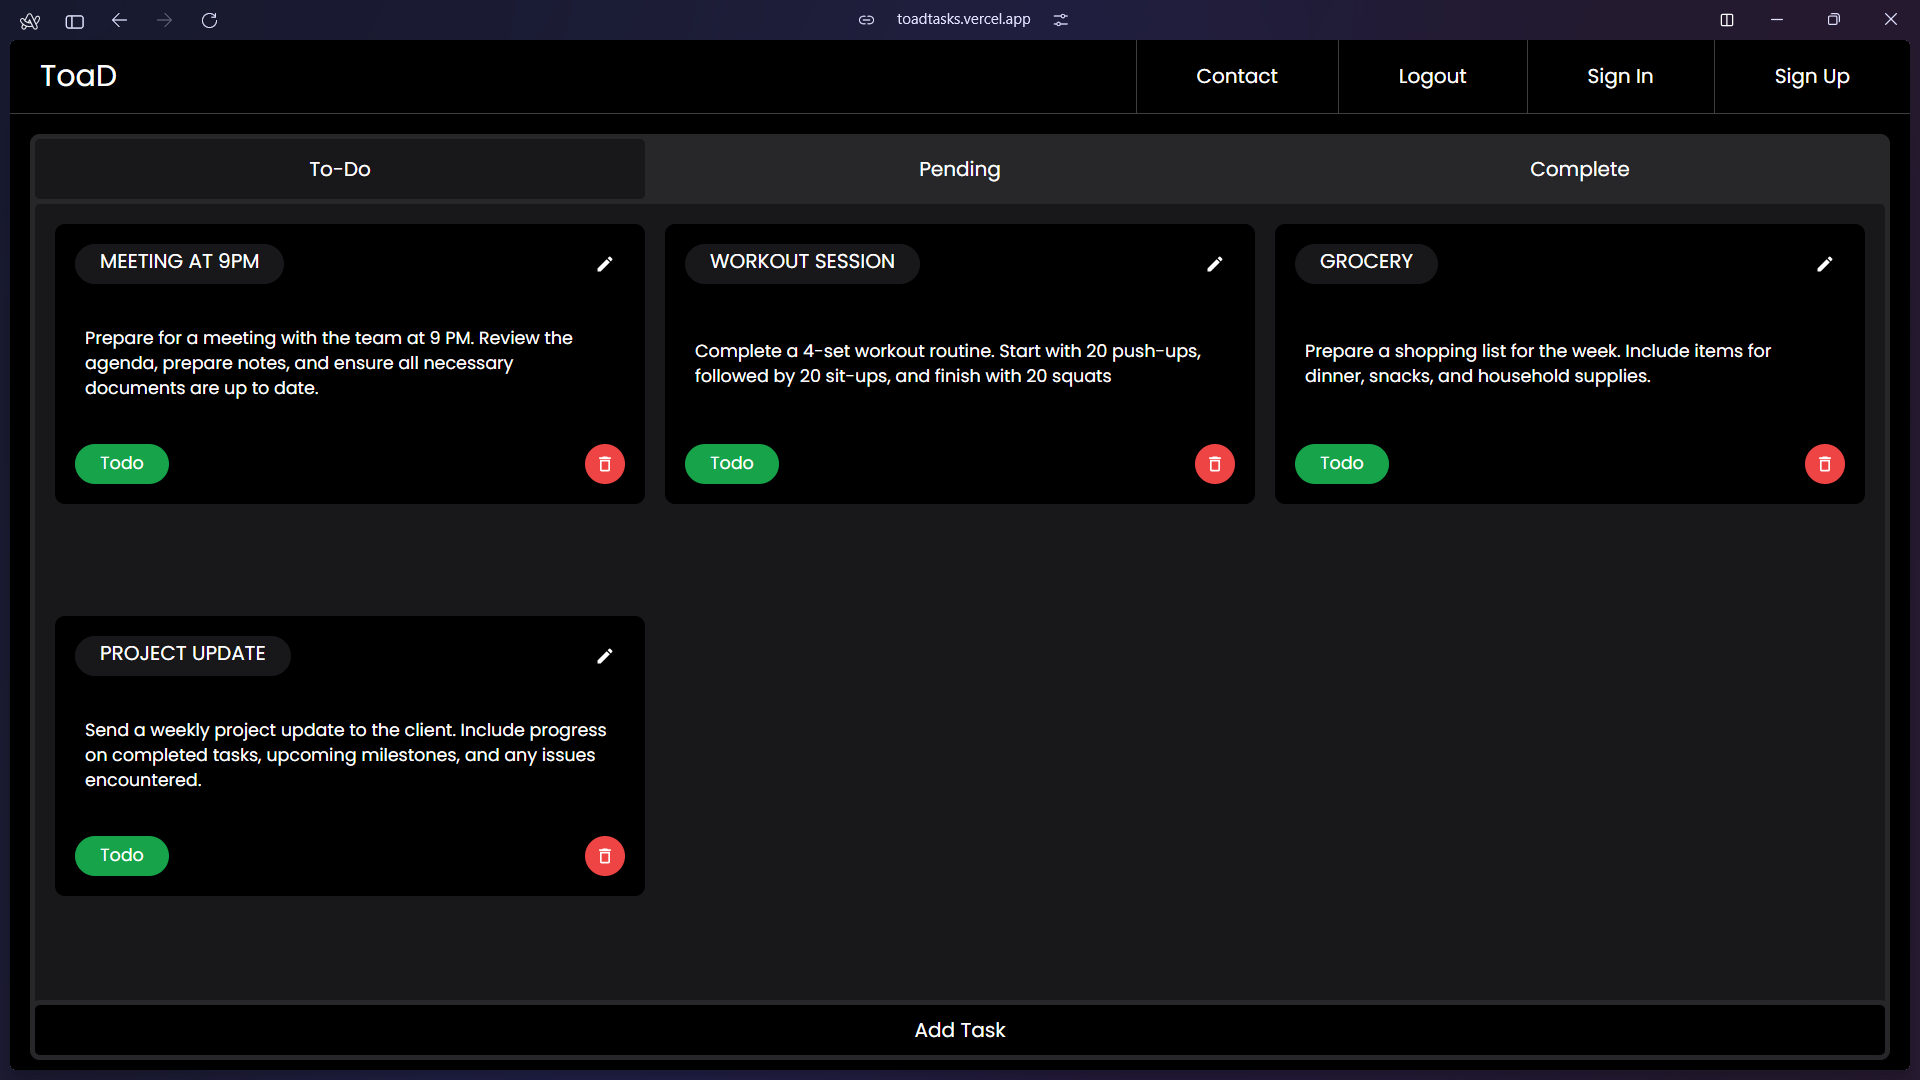 toadtasks.vercel.app
ToaD
Contact
Logout
Sign In
Sign Up
To-Do
Pending
Complete
MEETING AT 9PM
Prepare for a meeting with the team at 9 PM. Review the
agenda, prepare notes, and ensure all necessary
documents are up to date.
Todo
WORKOUT SESSION
Complete a 4-set workout routine. Start with 20 push-ups,
followed by 20 sit-ups, and finish with 20 squats
Todo
GROCERY
Prepare a shopping list for the week. Include items for
dinner, snacks, and household supplies.
Todo
PROJECT UPDATE
Send a weekly project update to the client. Include progress
on completed tasks, upcoming milestones, and any issues
encountered.
Todo
Add Task